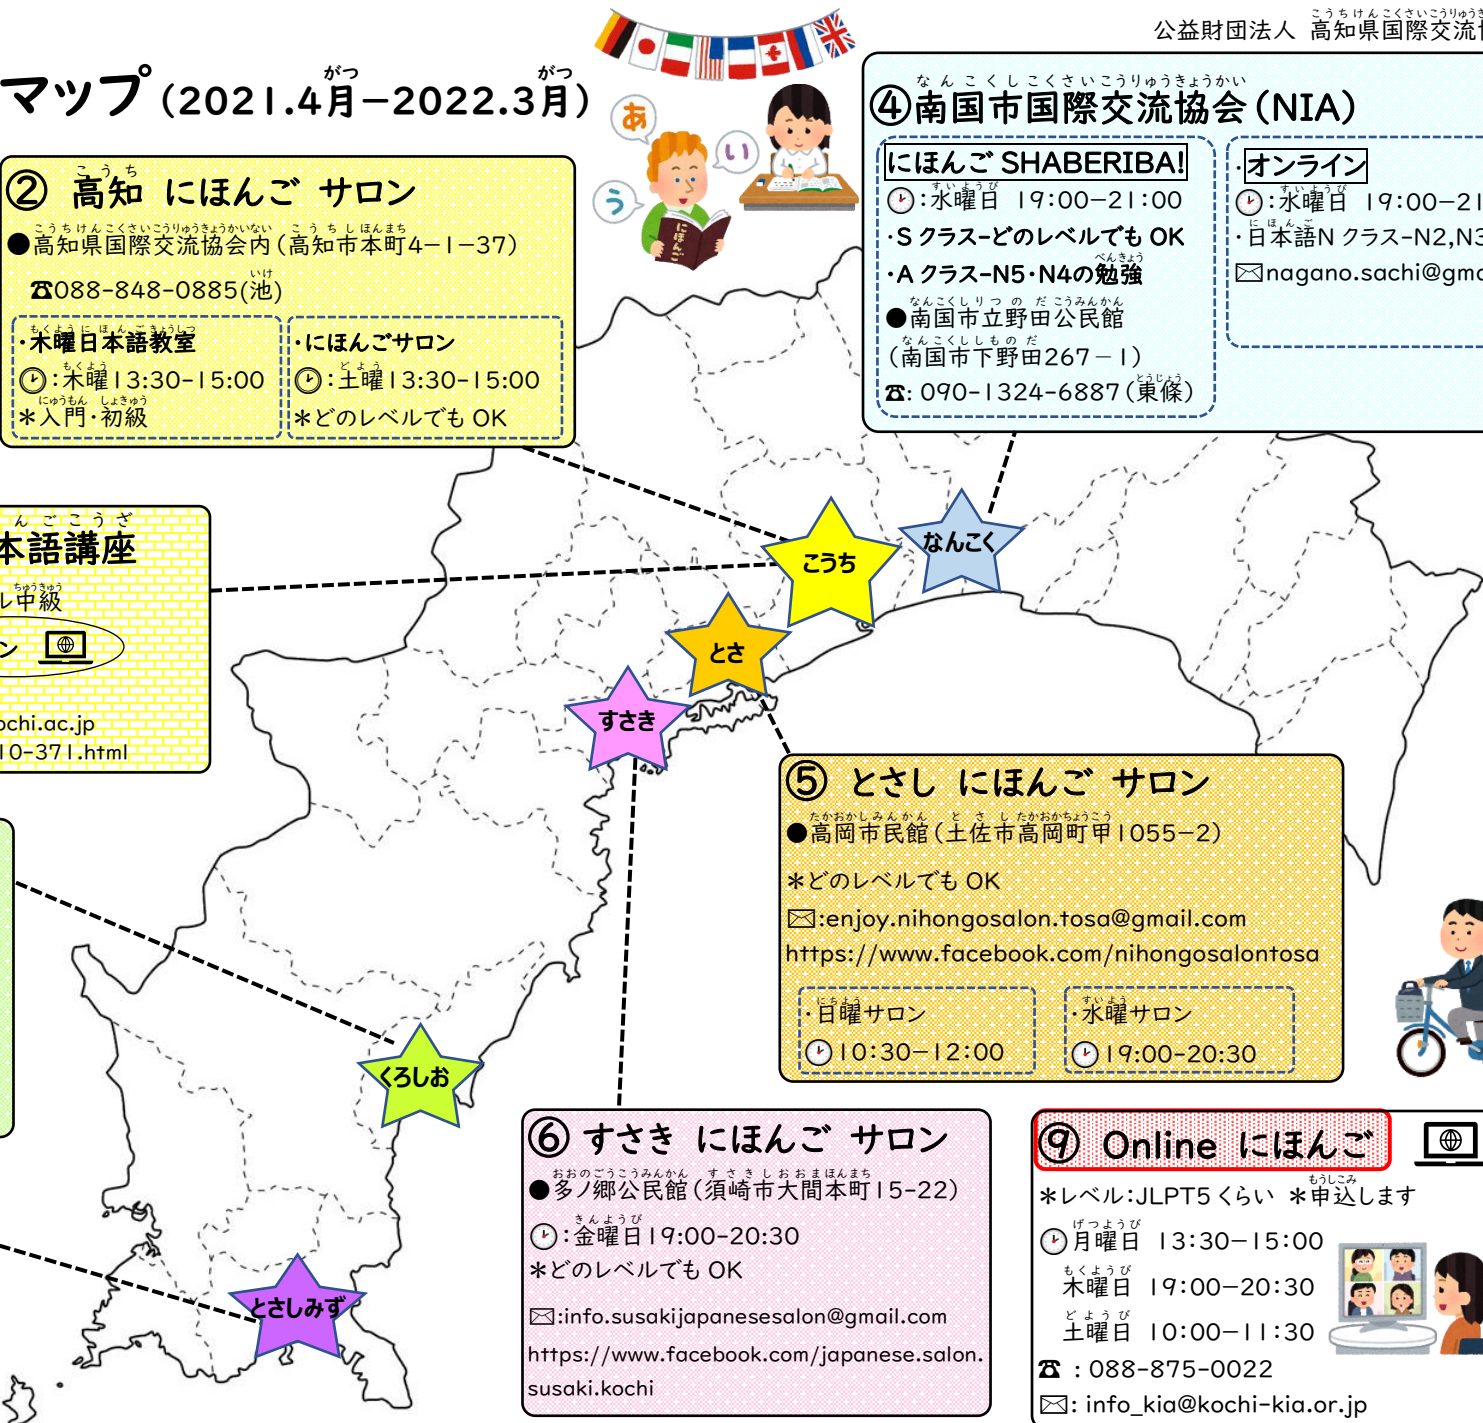 公益財団法人 高知県国際交流
マップ (2021.4月−2022.3月)
あ
い
う
にほんご
② 高知 にほんご サロン
●高知県国際交流協会内(高知市本町4−1−37)
☎088-848-0885(池)
・木曜日本語教室
:木曜13:30-15:00
＊入門・初級
・にほんごサロン
:土曜13:30-15:00
＊どのレベルでも OK
④南国市国際交流協会(NIA)
にほんご SHABERIBA!
:水曜日 19:00−21:00
・S クラス−どのレベルでも OK
・A クラス−N5・N4の勉強
●南国市立野田公民館
(南国市下野田267−1)
☎: 090-1324-6887(東條)
・オンライン
:水曜日 19:00−21
・日本語N クラス−N2,N3
✉nagano.sachi@gm
本語講座
ル中級
ン
ochi.ac.jp
10-371.html
こうち
なんこく
とさ
すさき
くろしお
とさしみず
⑤ とさし にほんご サロン
●高岡市民館(土佐市高岡町甲1055−2)
＊どのレベルでも OK
✉:enjoy.nihongosalon.tosa@gmail.com
https://www.facebook.com/nihongosalontosa
・日曜サロン
10:30−12:00
・水曜サロン
19:00-20:30
⑥ すさき にほんご サロン
●多ノ郷公民館(須崎市大間本町15-22)
:金曜日19:00-20:30
＊どのレベルでも OK
✉:info.susakijapanesesalon@gmail.com
https://www.facebook.com/japanese.salon.
susaki.kochi
⑨ Online にほんご
＊レベル:JLPT5 くらい ＊申込します
月曜日 13:30−15:00
木曜日 19:00−20:30
土曜日 10:00−11:30
☎ : 088-875-0022
✉: info_kia@kochi-kia.or.jp